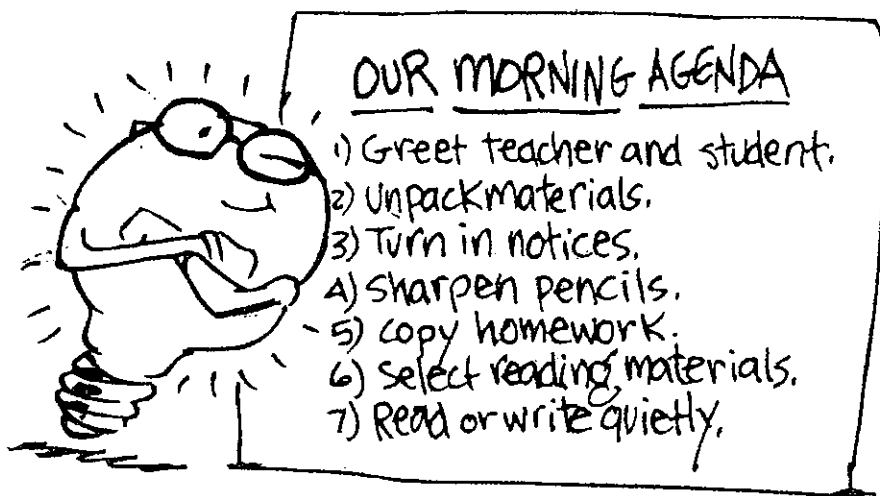 OUR MORNING AGENDA
1) Greet teacher and student.
2) Unpack materials.
3) Turn in notices.
4) Sharpen pencils.
5) Copy homework.
6) Select reading materials.
7) Read or write quietly.